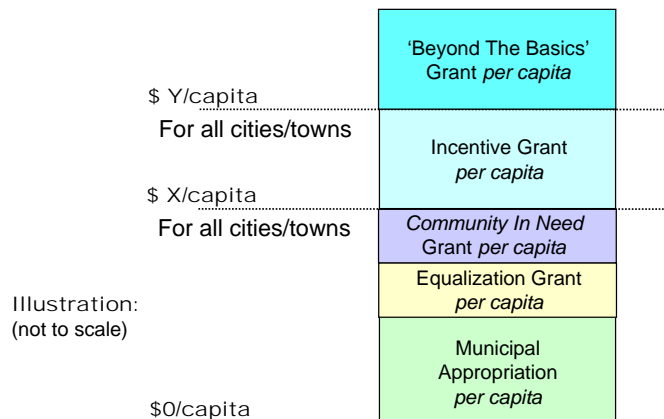 ‘Beyond The Basics’
Grant per capita
$ Y/capita
For all cities/towns
Incentive Grant
per capita
$ X/capita
For all cities/towns
Community In Need
Grant per capita
Equalization Grant
per capita
Illustration:
(not to scale)
Municipal
Appropriation
per capita
$0/capita